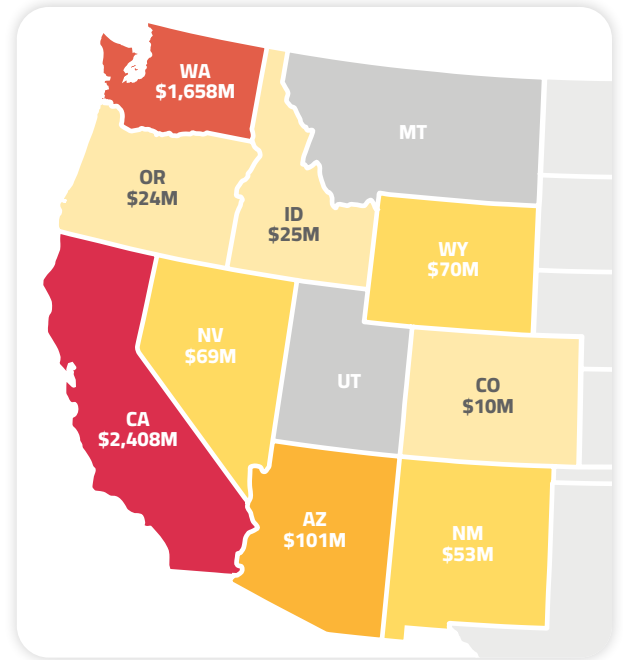 WA
$1,658M
MT
OR
$24M
ID
$25M
WY
$70M
NV
$69M
UT
CO
$10M
CA
$2,408M
AZ
$101M
NM
$53M